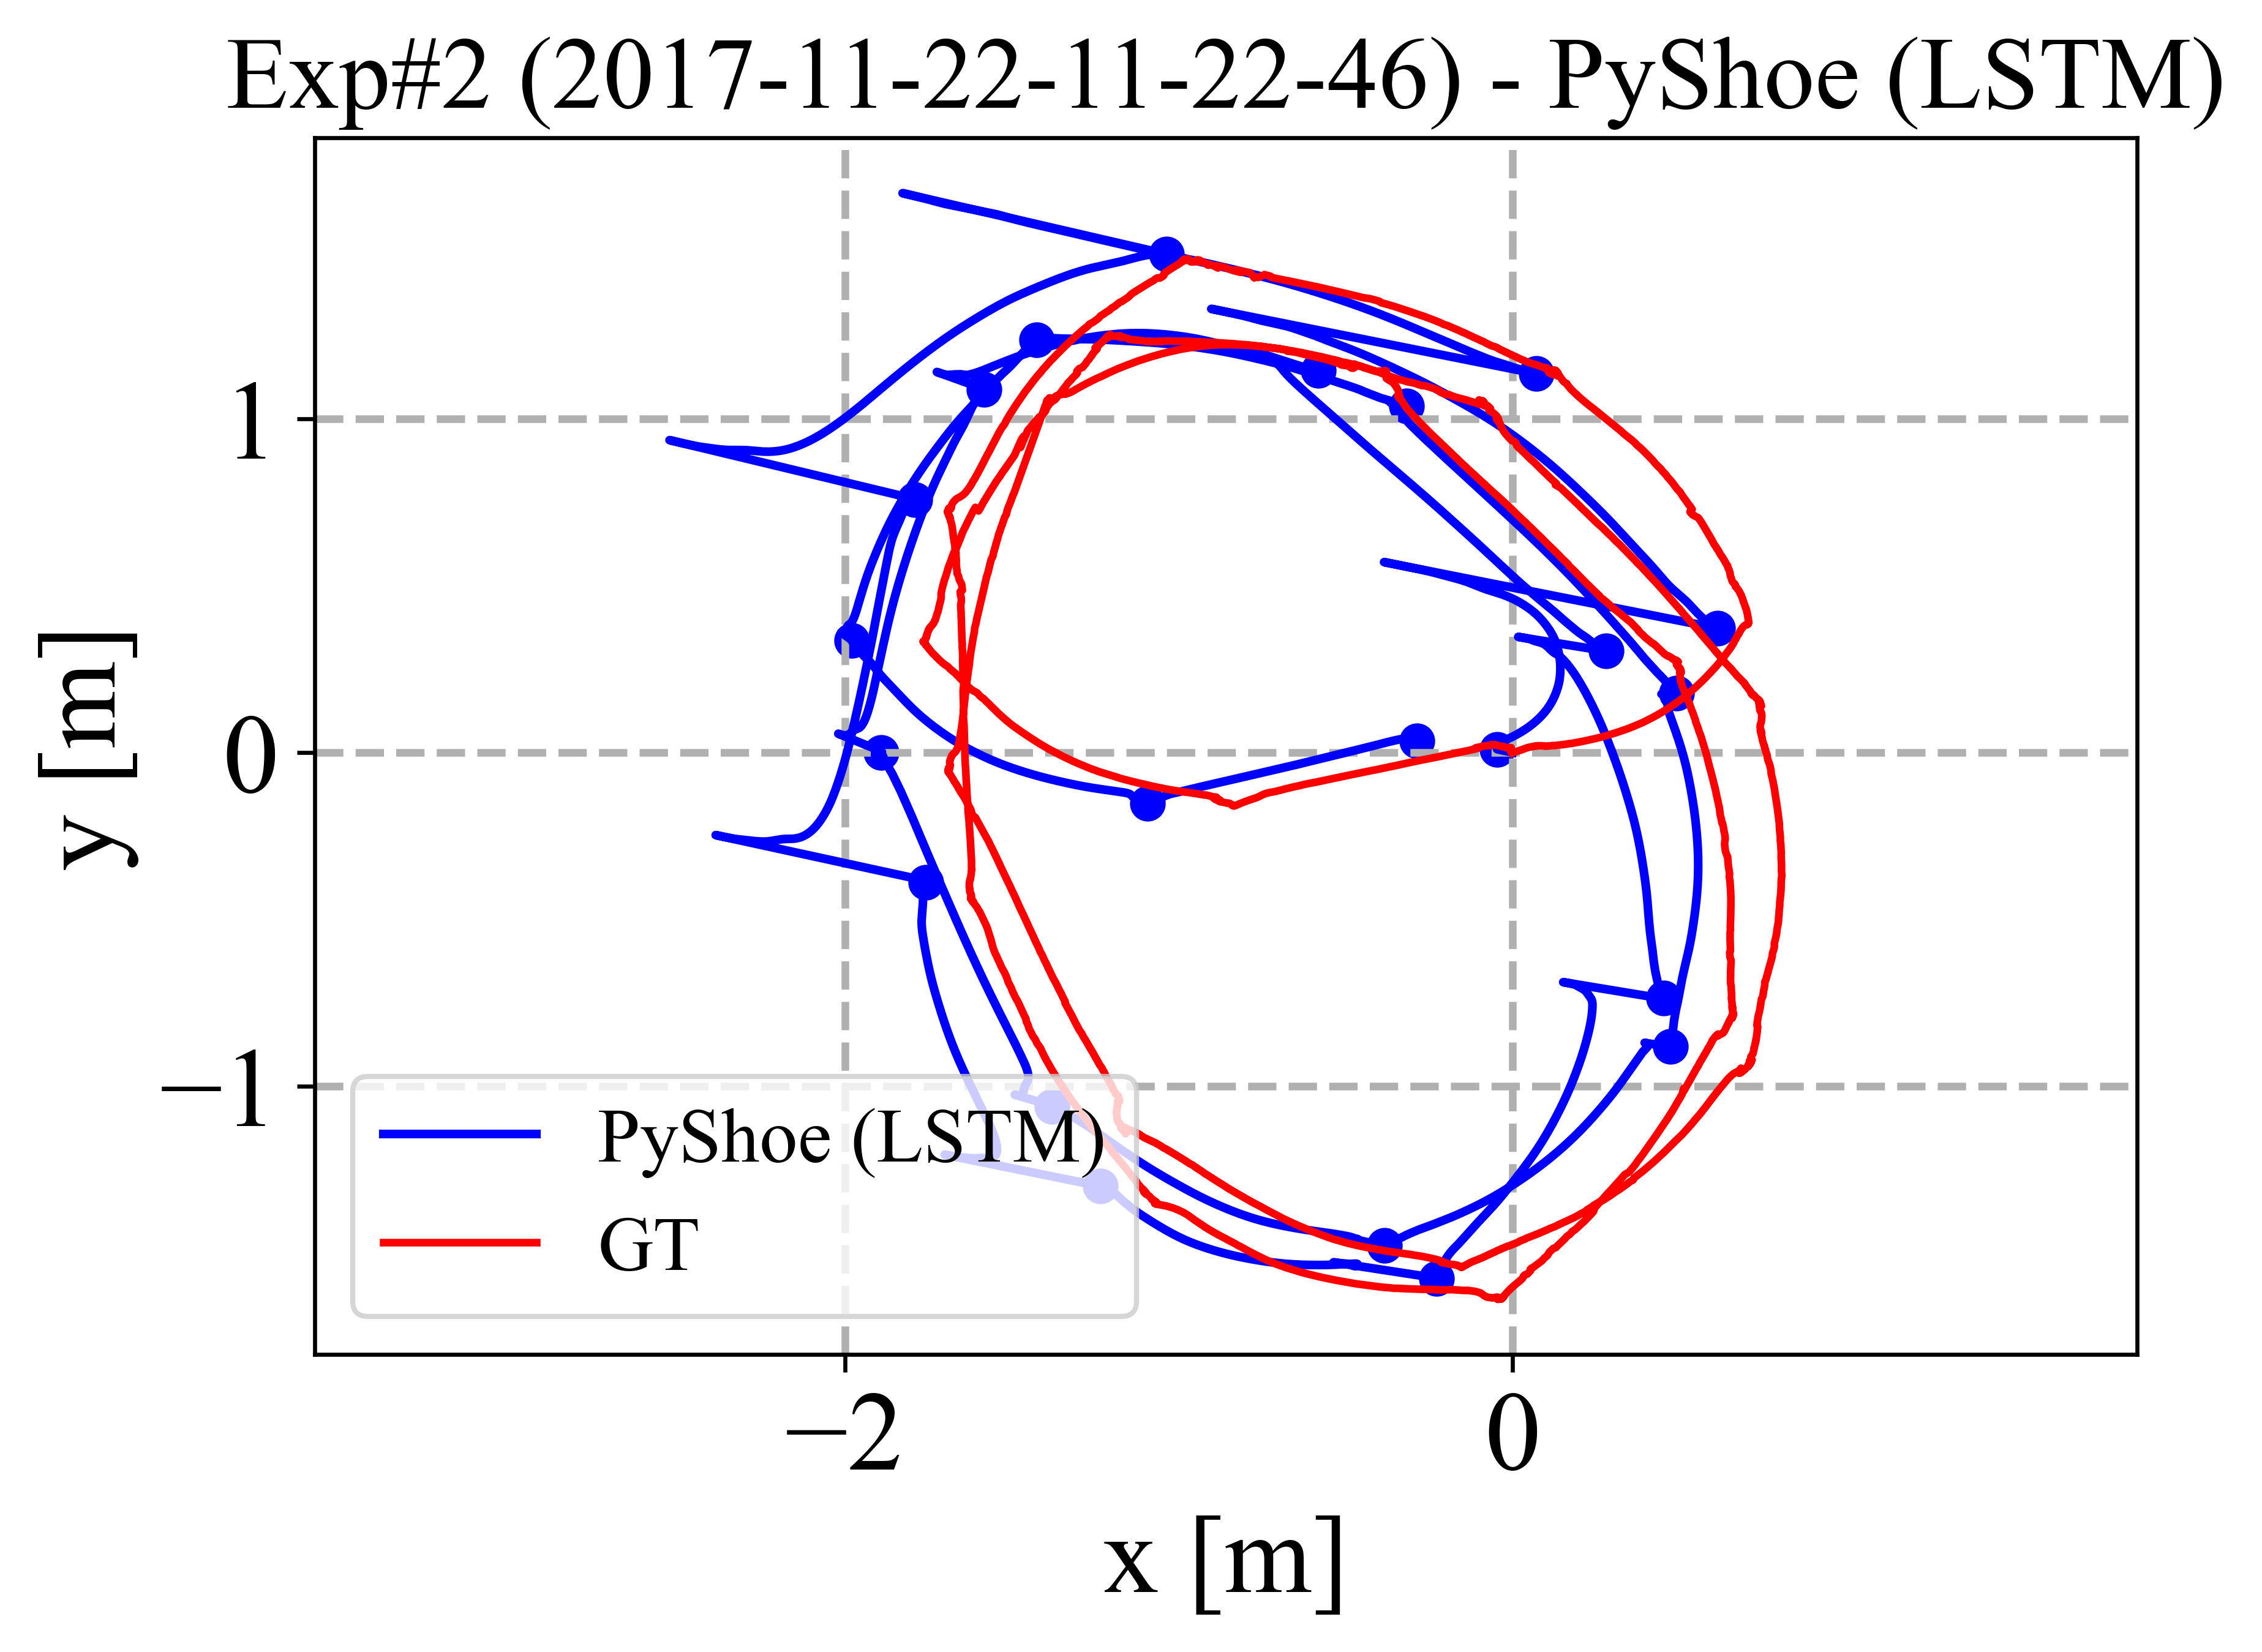 Exp#2 (2017-11-22-11-22-46) - PyShoe (LSTM)
1
0
−1
y [m]
PyShoe (LSTM)
GT
−2
0
x [m]